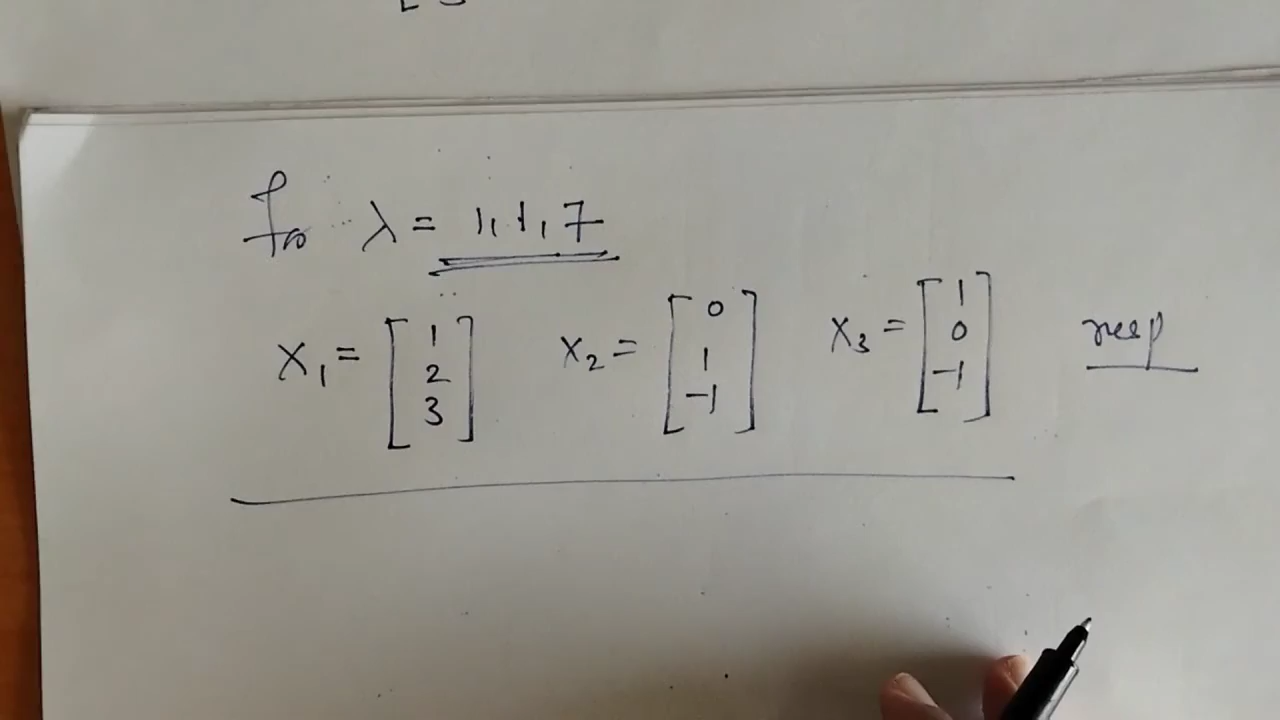 for λ = 1, 1, 7
X₁ = [1 2 3] X₂ = [0 1 -1] X₃ = [1 0 -1] resp